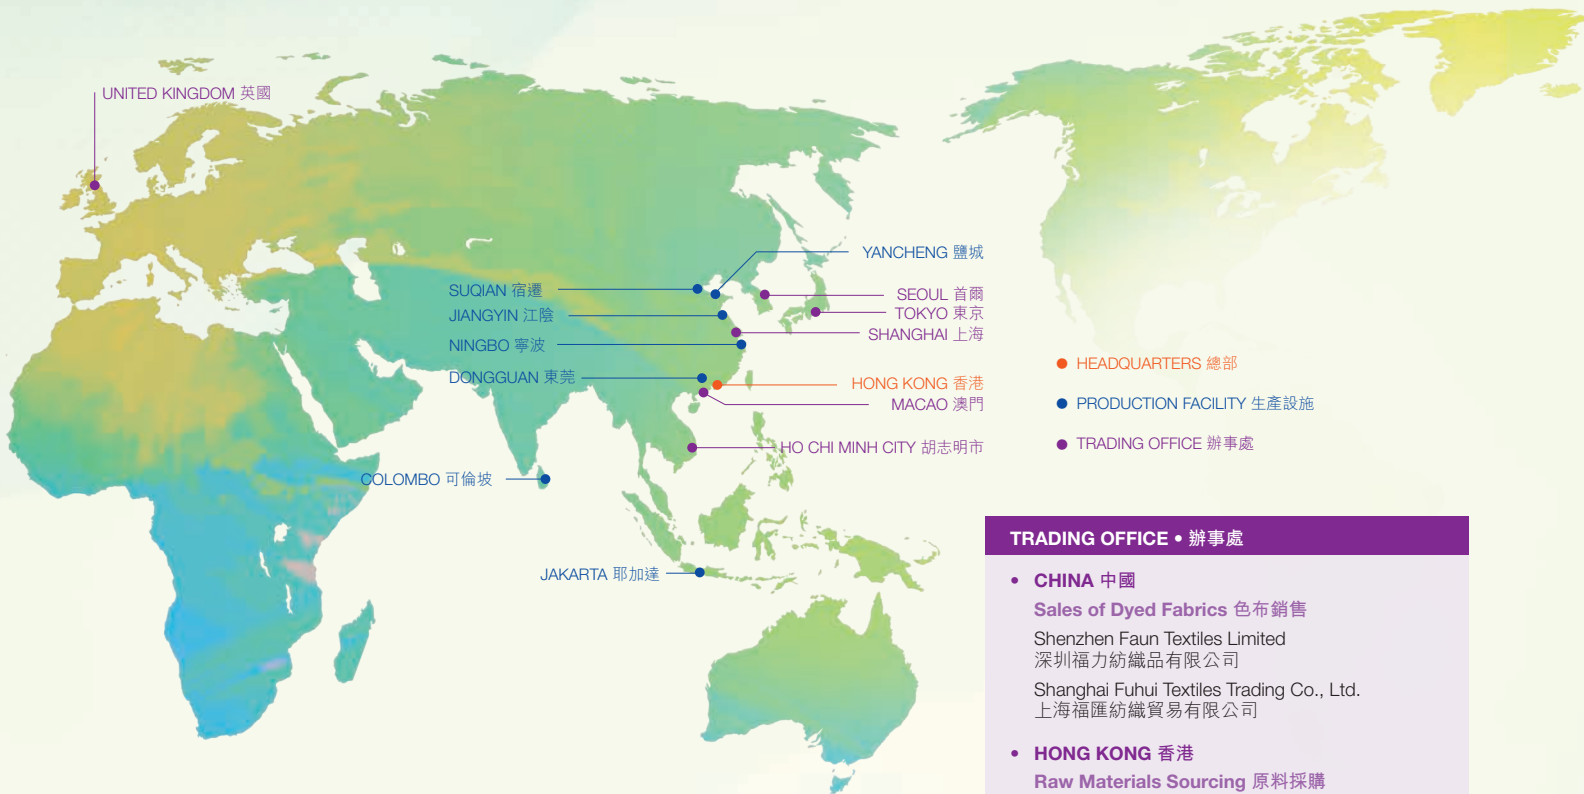 UNITED KINGDOM 英國
YANCHENG 鹽城
SUQIAN 宿遷
SEOUL 首爾
JIANGYIN 江陰
TOKYO 東京
SHANGHAI 上海
NINGBO 寧波
DONGGUAN 東莞
HONG KONG 香港
MACAO 澳門
HO CHI MINH CITY 胡志明市
COLOMBO 可倫坡
JAKARTA 耶加達
● HEADQUARTERS 總部
● PRODUCTION FACILITY 生產設施
● TRADING OFFICE 辦事處
TRADING OFFICE • 辦事處
• CHINA 中國
Sales of Dyed Fabrics 色布銷售
Shenzhen Faun Textiles Limited
深圳福力紡織品有限公司
Shanghai Fuhui Textiles Trading Co., Ltd.
上海福匯紡織貿易有限公司
• HONG KONG 香港
Raw Materials Sourcing 原料採購